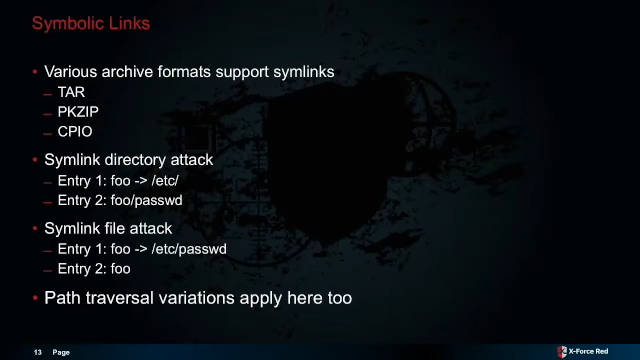 Symbolic Links
• Various archive formats support symlinks
– TAR
– PKZIP
– CPIO
• Symlink directory attack
– Entry 1: foo -> /etc/
– Entry 2: foo/passwd
• Symlink file attack
– Entry 1: foo -> /etc/passwd
– Entry 2: foo
• Path traversal variations apply here too
13 Page
X-Force Red